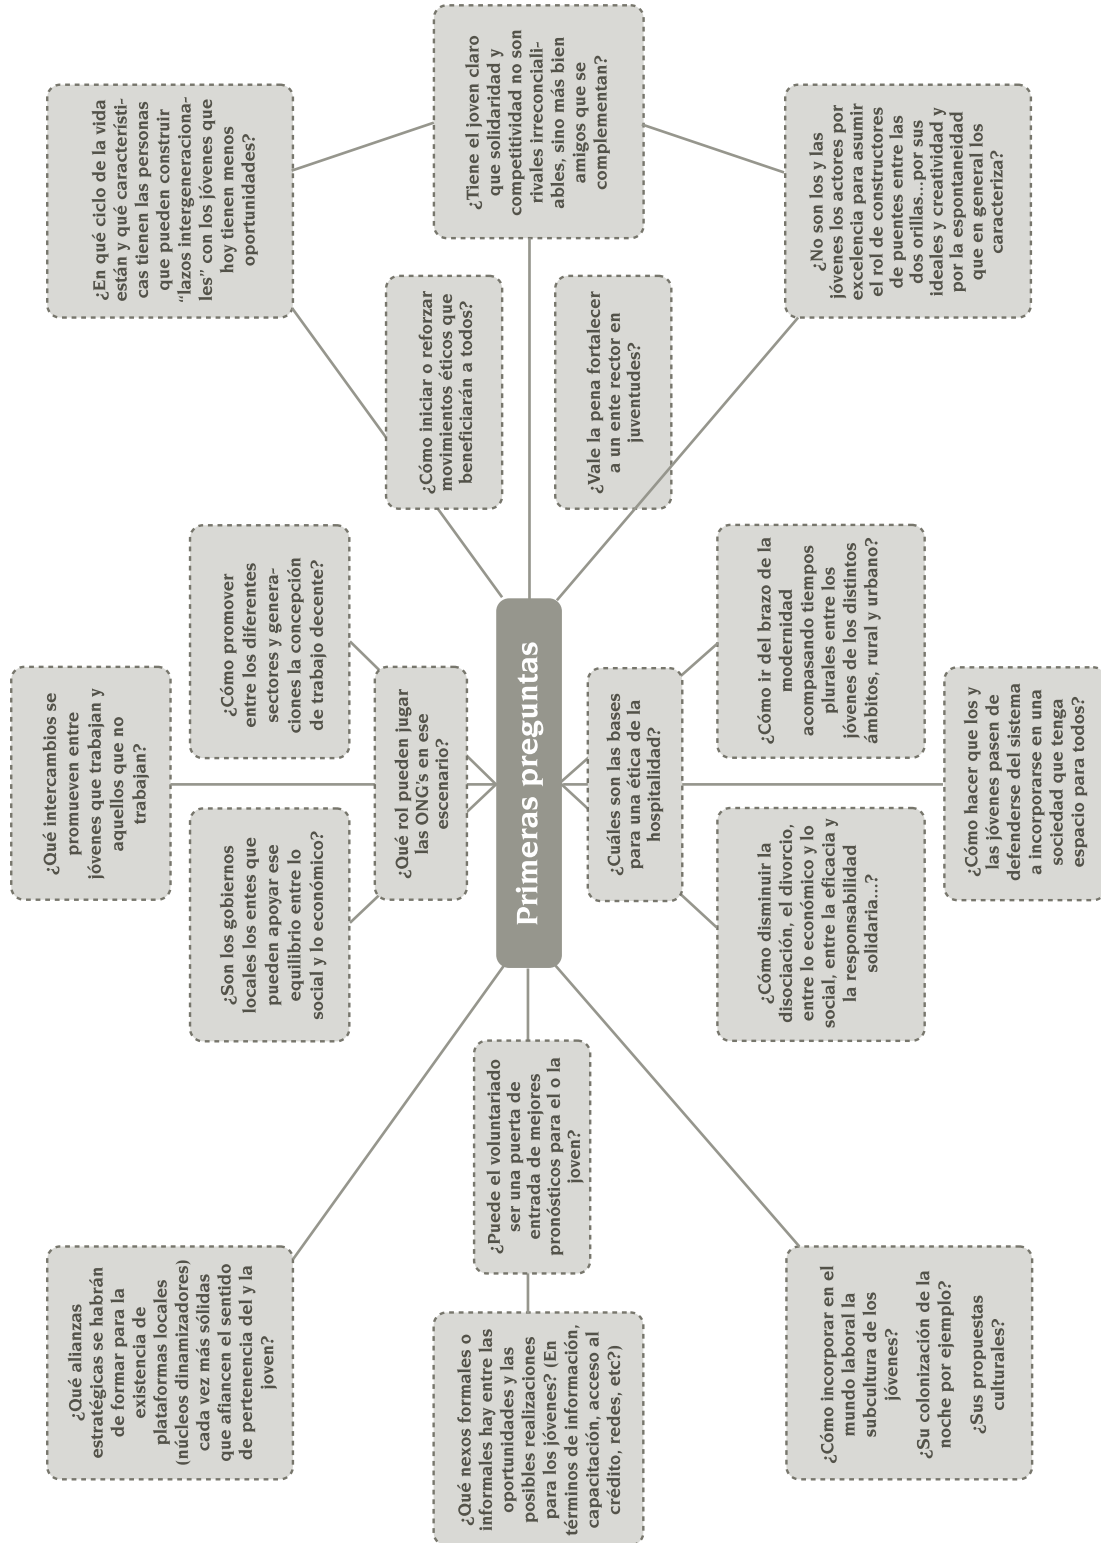 ¿Qué alianzas
estratégicas se habrán
de formar para la
existencia de
plataformas locales
(núcleos dinamizadores)
cada vez más sólidas
que afiancen el sentido
de pertenencia del y la
joven?
¿Qué intercambios se
promueven entre
jóvenes que trabajan y
aquellos que no
trabajan?
¿En qué ciclo de la vida
están y qué característi-
cas tienen las personas
que pueden construir
“lazos intergeneraciona-
les” con los jóvenes que
hoy tienen menos
oportunidades?
¿Son los gobiernos
locales los entes que
pueden apoyar ese
equilibrio entre lo
social y lo económico?
¿Cómo promover
entre los diferentes
sectores y genera-
ciones la concepción
de trabajo decente?
¿Qué rol pueden jugar
las ONG's en ese
escenario?
¿Cómo iniciar o reforzar
movimientos éticos que
beneficiarán a todos?
¿Qué nexos formales o
informales hay entre las
oportunidades y las
posibles realizaciones
para los jóvenes? (En
términos de información,
capacitación, acceso al
crédito, redes, etc?)
¿Puede el voluntariado
ser una puerta de
entrada de mejores
pronósticos para el o la
joven?
Primeras preguntas
¿Tiene el joven claro
que solidaridad y
competitividad no son
rivales irreconcili-
ables, sino más bien
amigos que se
complementan?
¿Cuáles son las bases
para una ética de la
hospitalidad?
¿Vale la pena fortalecer
a un ente rector en
juventudes?
¿Cómo disminuir la
disociación, el divorcio,
entre lo económico y lo
social, entre la eficacia y
la responsabilidad
solidaria...?
¿Cómo ir del brazo de la
modernidad
acompasando tiempos
plurales entre los
jóvenes de los distintos
ámbitos, rural y urbano?
¿Cómo incorporar en el
mundo laboral la
subcultura de los
jóvenes?
¿Su colonización de la
noche por ejemplo?
¿Sus propuestas
culturales?
¿Cómo hacer que los y
las jóvenes pasen de
defenderse del sistema
a incorporarse en una
sociedad que tenga
espacio para todos?
¿No son los y las
jóvenes los actores por
excelencia para asumir
el rol de constructores
de puentes entre las
dos orillas...por sus
ideales y creatividad y
por la espontaneidad
que en general los
caracteriza?